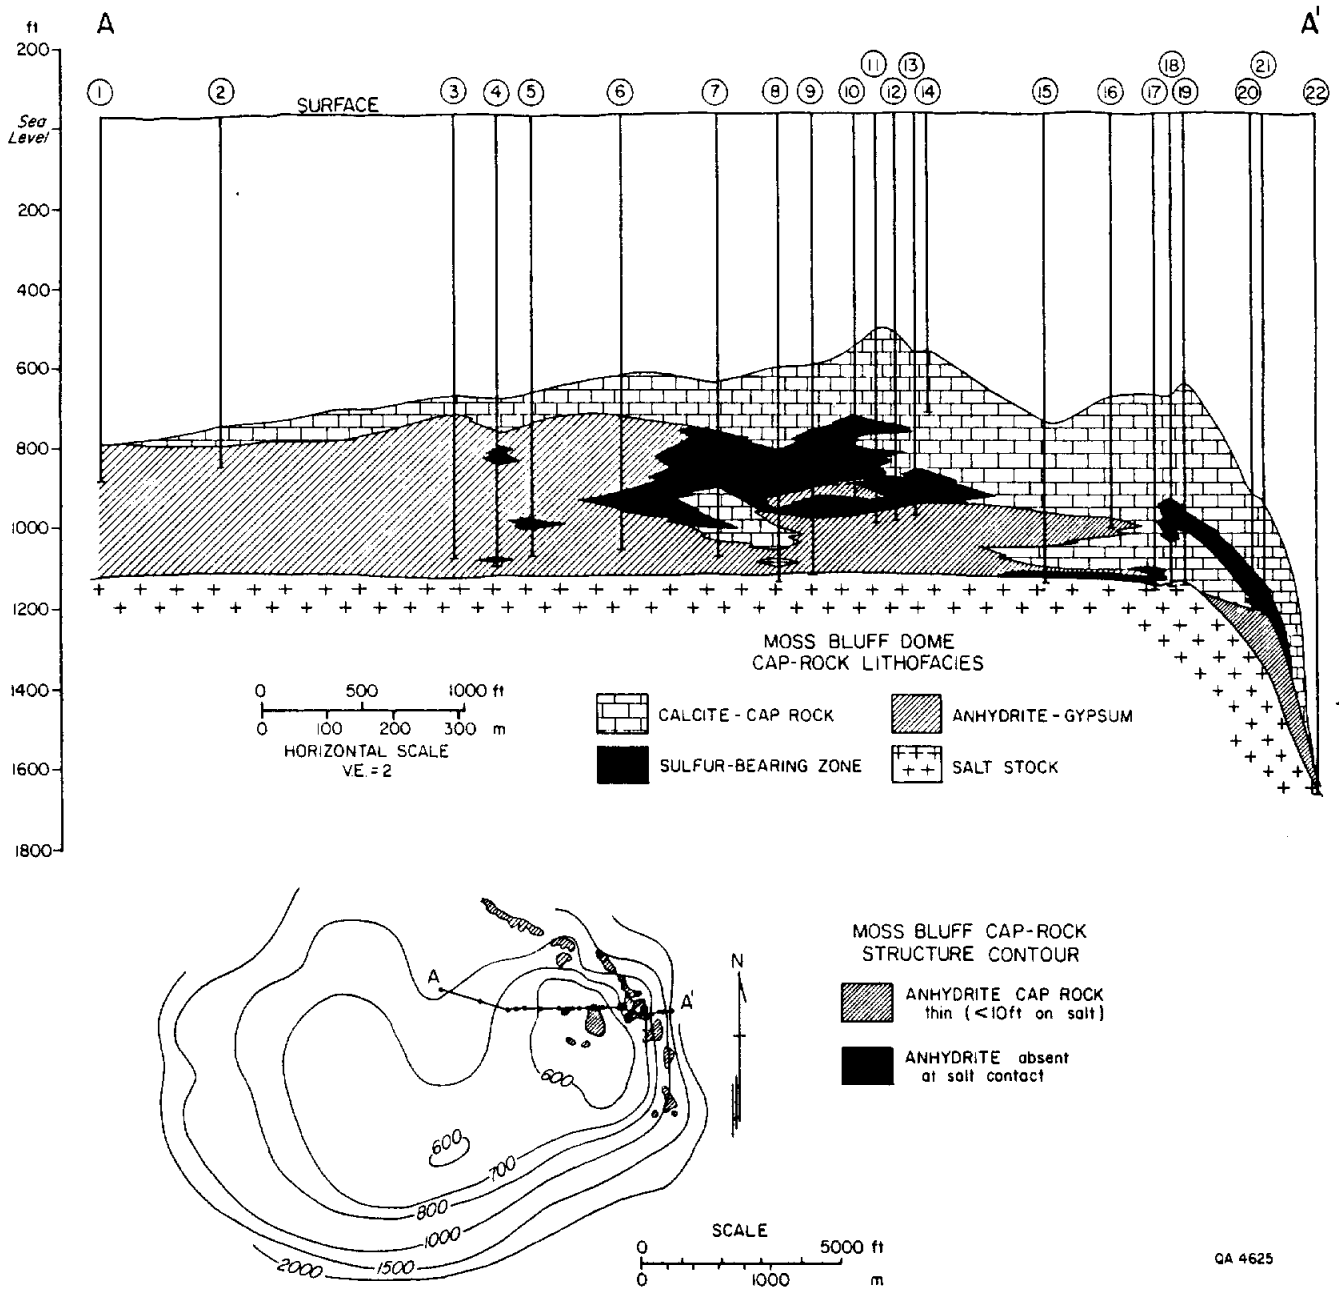 ft
A
A'
200
1
2
3
4
5
6
7
8
9
10
11
12
13
14
15
16
17
18
19
20
21
22
SURFACE
Sea
Level
200
400
600
800
1000
1200
1400
1600
1800
MOSS BLUFF DOME
CAP-ROCK LITHOFACIES
0 500 1000 ft
0 100 200 300 m
HORIZONTAL SCALE
V.E. = 2
CALCITE-CAP ROCK
ANHYDRITE-GYPSUM
SULFUR-BEARING ZONE
SALT STOCK
A
A'
N
600
600
700
800
1000
1500
2000
MOSS BLUFF CAP-ROCK
STRUCTURE CONTOUR
ANHYDRITE CAP ROCK
thin (<10ft on salt)
ANHYDRITE absent
at salt contact
SCALE
0 5000 ft
0 1000 m
QA 4625